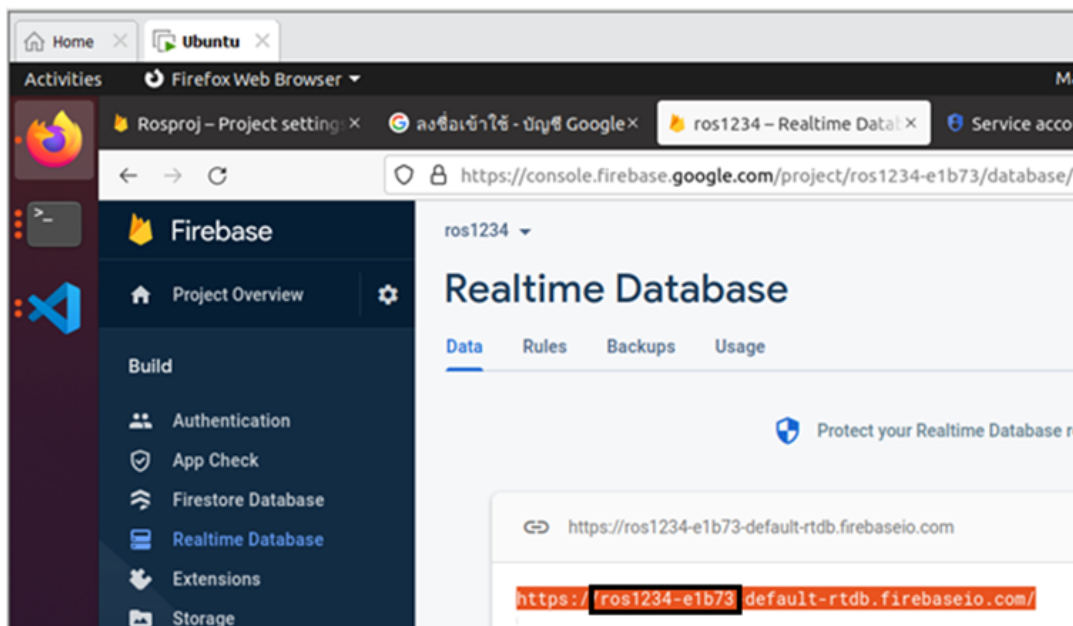 Home
Ubuntu
Activities
Firefox Web Browser
Ma
Rosproj – Project setting
ลงชื่อเข้าใช้ - บัญชี Google
ros1234 – Realtime Datab
Service acco
https://console.firebase.google.com/project/ros1234-e1b73/database/
Firebase
ros1234
Project Overview
Realtime Database
Data
Rules
Backups
Usage
Build
Authentication
App Check
Firestore Database
Realtime Database
Extensions
Storage
Protect your Realtime Database r
https://ros1234-e1b73-default-rtdb.firebaseio.com
https://ros1234-e1b73-default-rtdb.firebaseio.com/